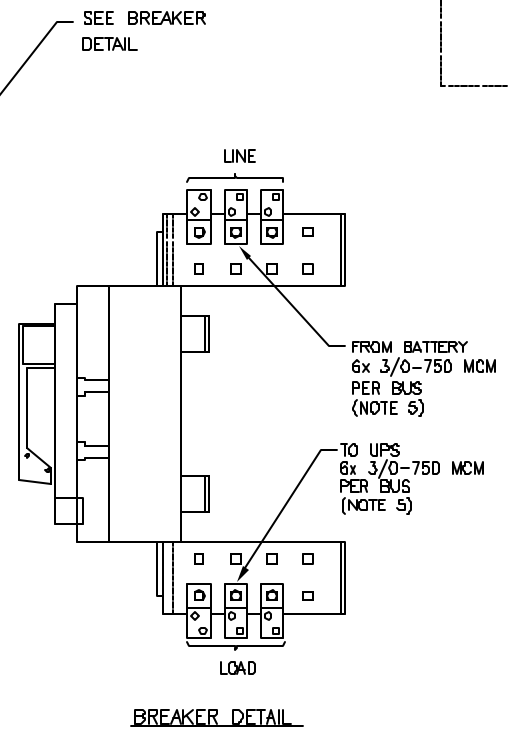 SEE BREAKER
DETAIL
LINE
FROM BATTERY
6x 3/0-750 MCM
PER BUS
(NOTE 5)
TO UPS
6x 3/0-750 MCM
PER BUS
(NOTE 5)
LOAD
BREAKER DETAIL